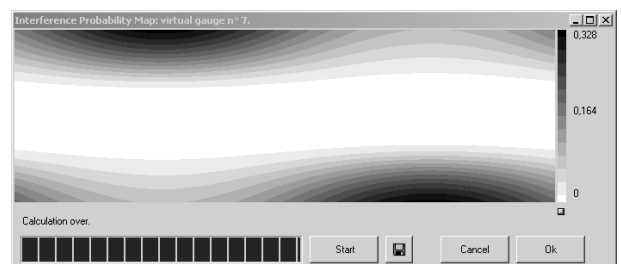 Interference Probability Map: virtual gauge n° 7.
0,328
0,164
0
Calculation over.
Start
Cancel
Ok